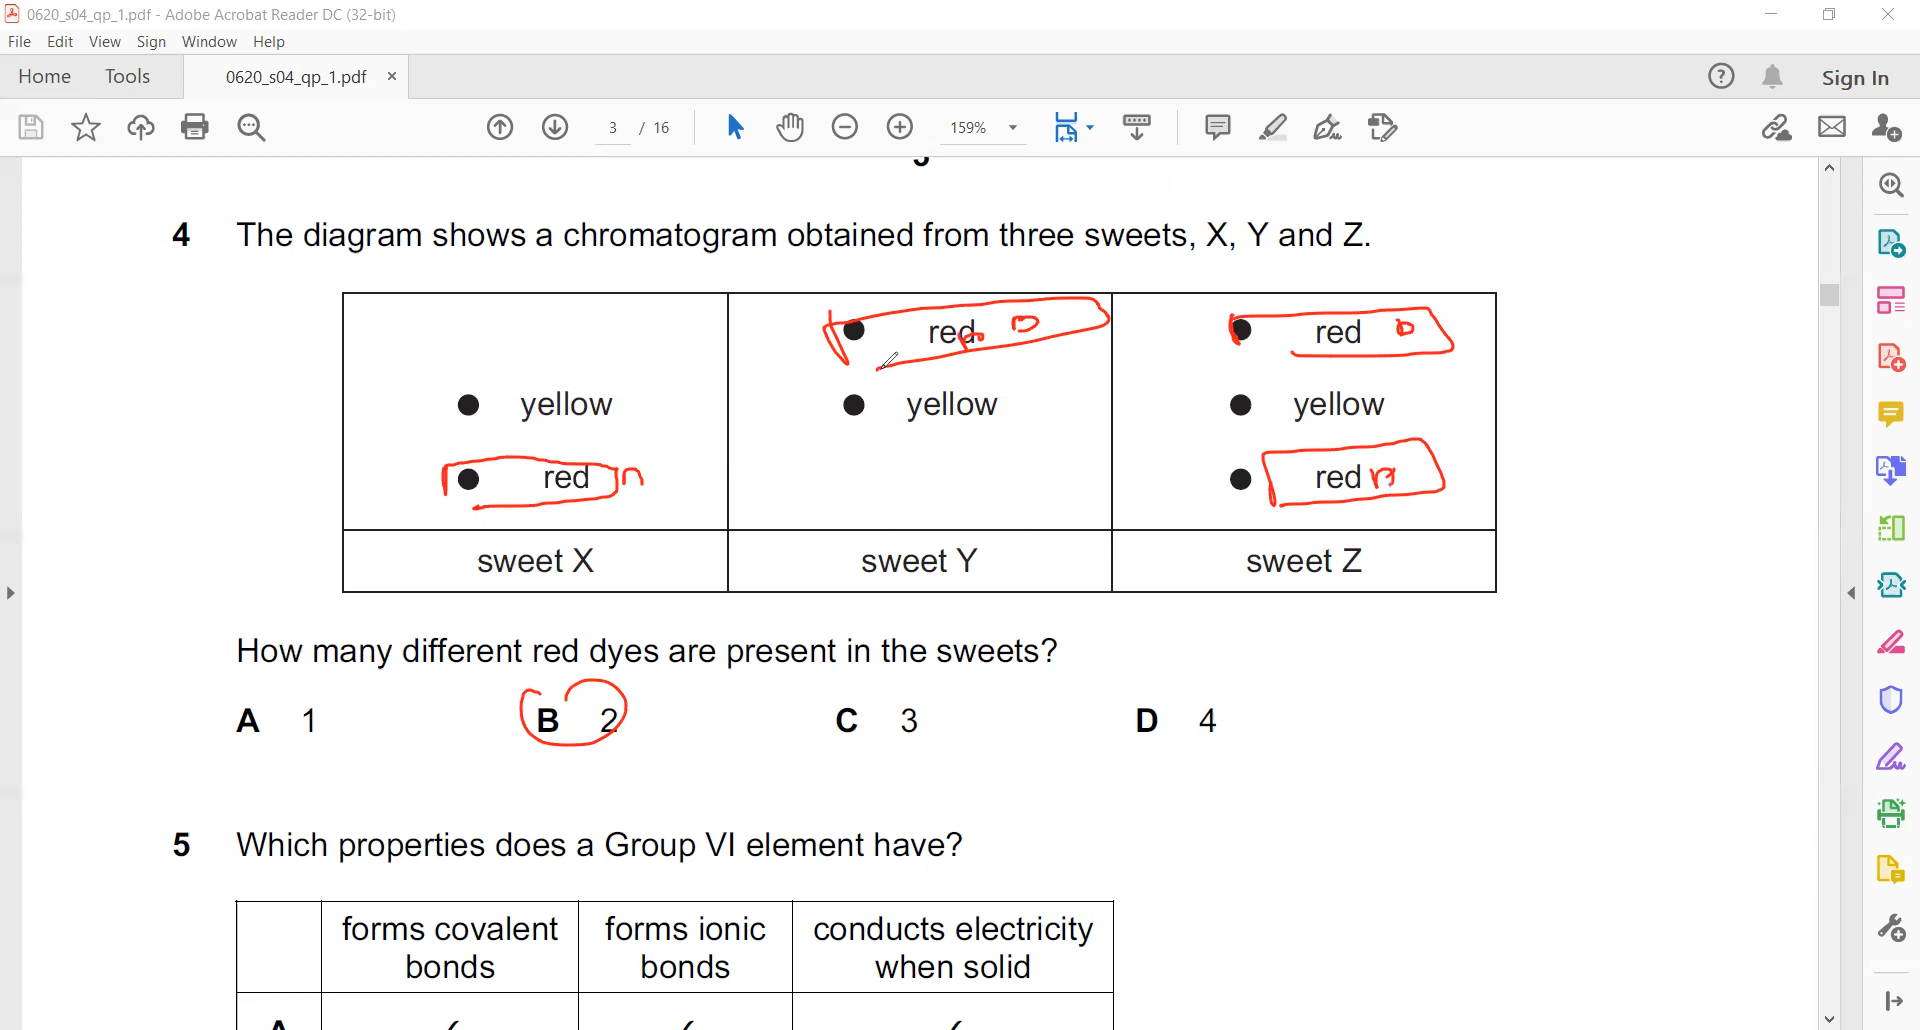 0620_s04_qp_1.pdf - Adobe Acrobat Reader DC (32-bit)
File Edit View Sign Window Help
Home Tools 0620_s04_qp_1.pdf × Sign In
3 / 16 159%
4 The diagram shows a chromatogram obtained from three sweets, X, Y and Z.
red red
yellow yellow yellow
red red
sweet X sweet Y sweet Z
How many different red dyes are present in the sweets?
A 1 B 2 C 3 D 4
5 Which properties does a Group VI element have?
forms covalent bonds forms ionic bonds conducts electricity when solid